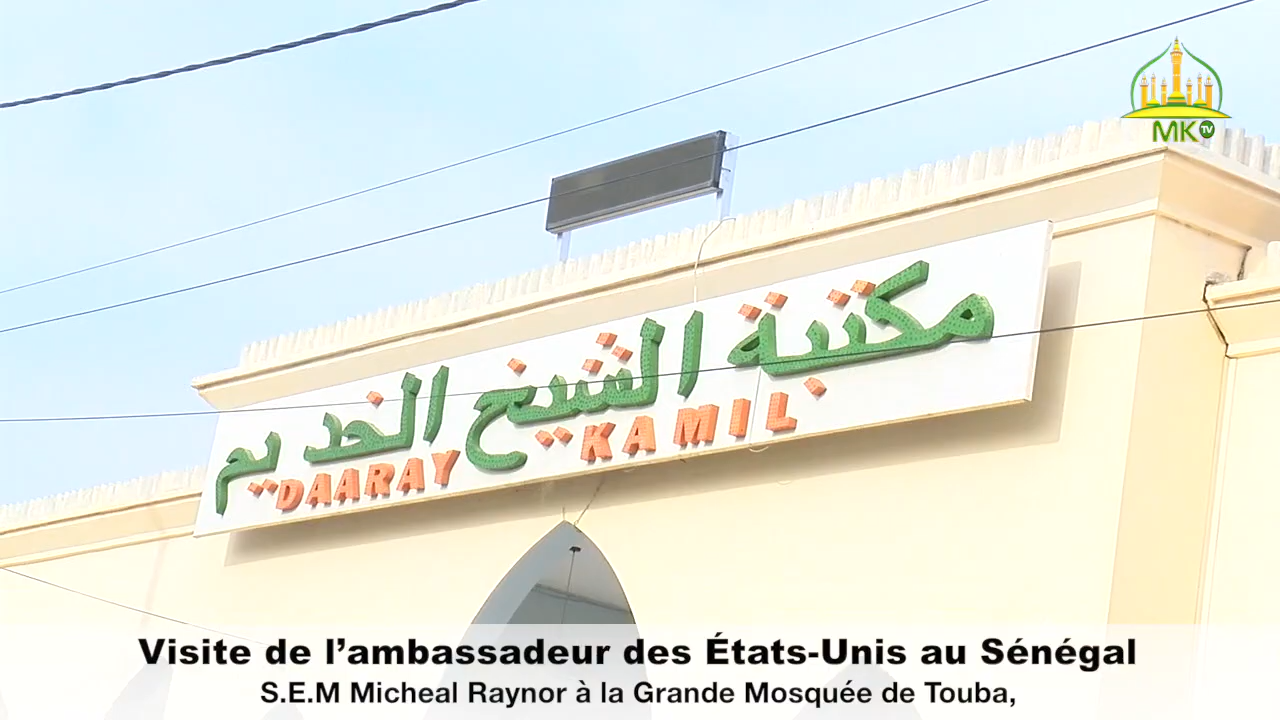 MK TV
مكتبة الشيخ الخديم
DAARAY KAMIL
Visite de l’ambassadeur des États-Unis au Sénégal
S.E.M Micheal Raynor à la Grande Mosquée de Touba,